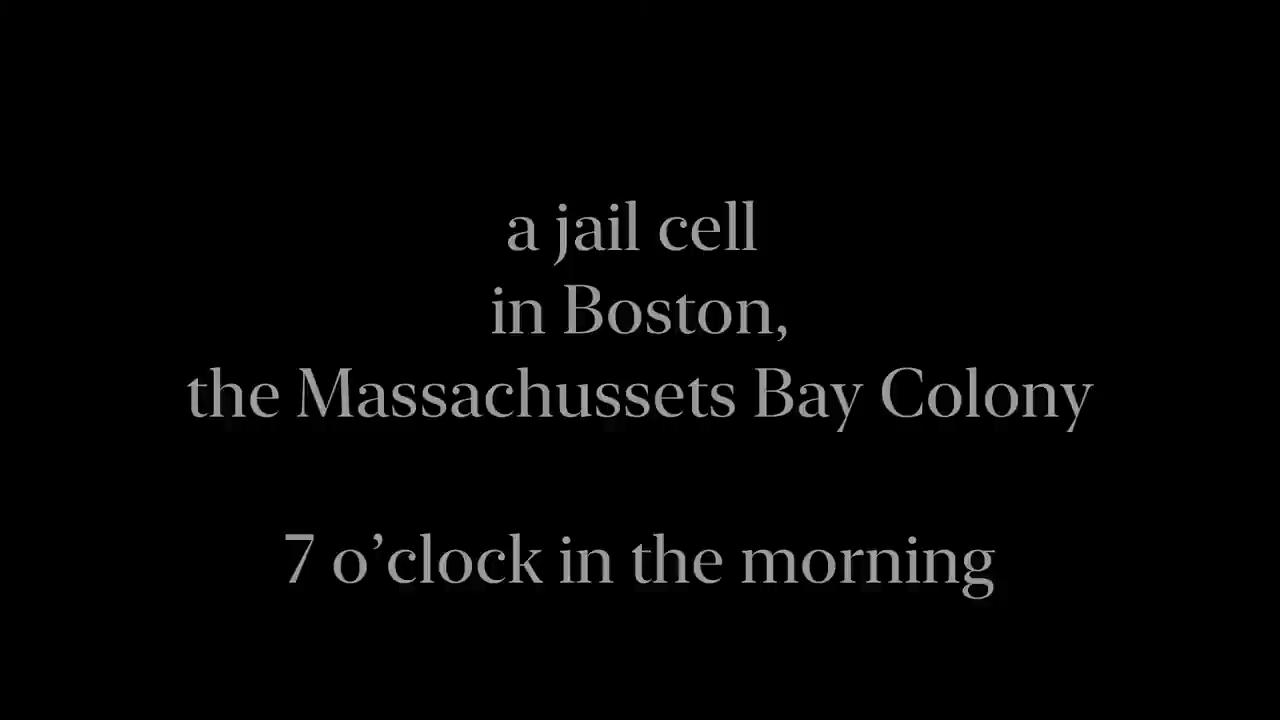 a jail cell
in Boston,
the Massachussets Bay Colony
7 o’clock in the morning